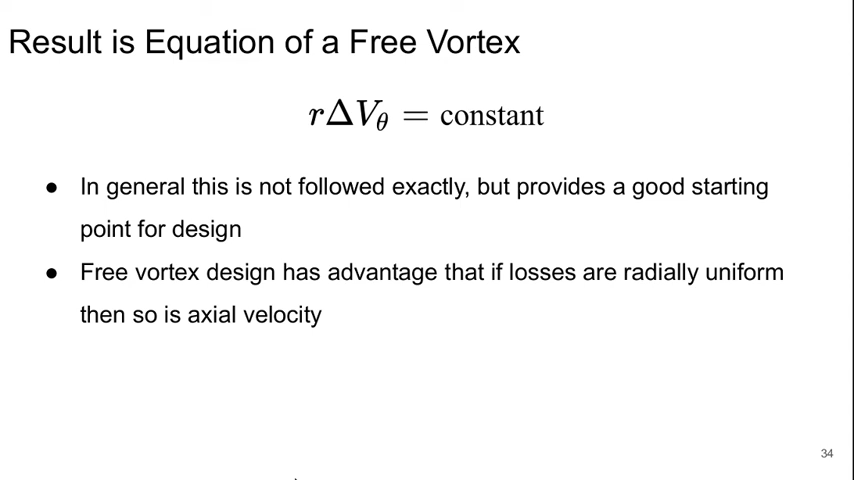 Result is Equation of a Free Vortex
rΔV_θ = constant
● In general this is not followed exactly, but provides a good starting
point for design
● Free vortex design has advantage that if losses are radially uniform
then so is axial velocity
34